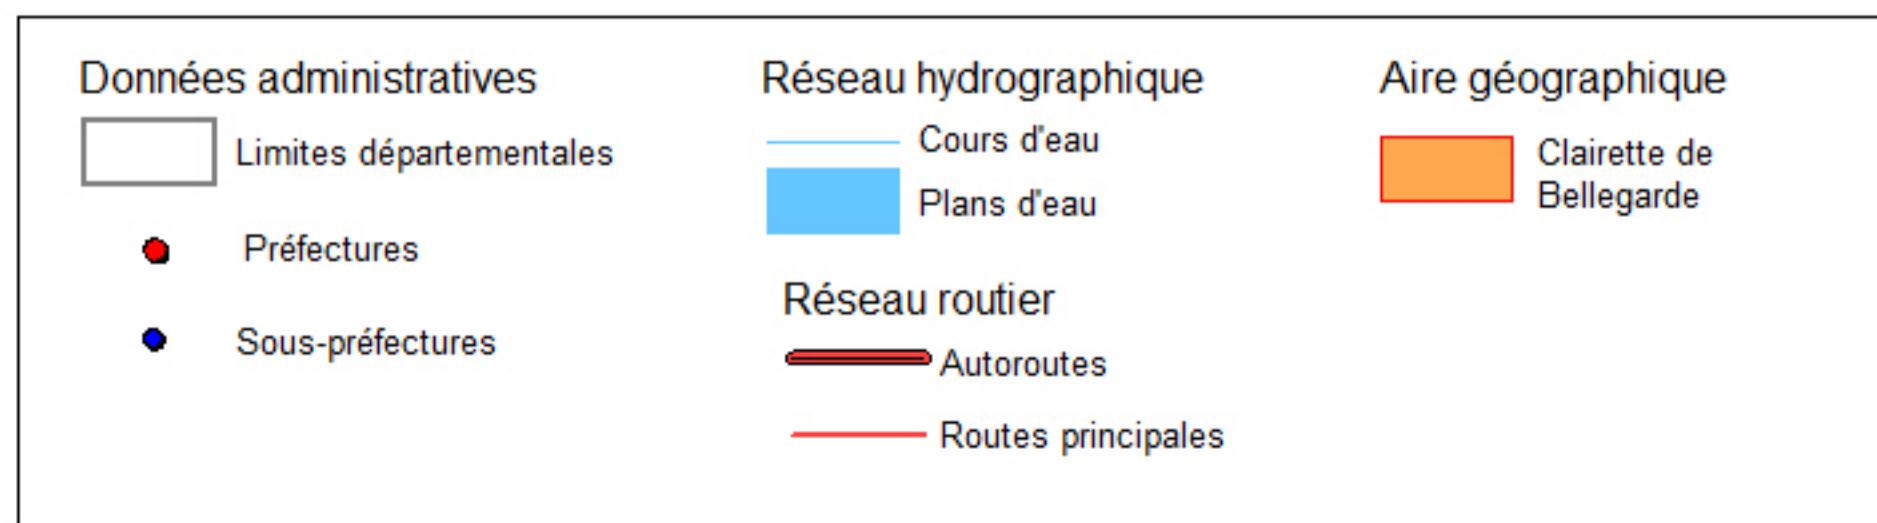 Données administratives
Limites départementales
Préfectures
Sous-préfectures
Réseau hydrographique
Cours d'eau
Plans d'eau
Réseau routier
Autoroutes
Routes principales
Aire géographique
Clairette de
Bellegarde